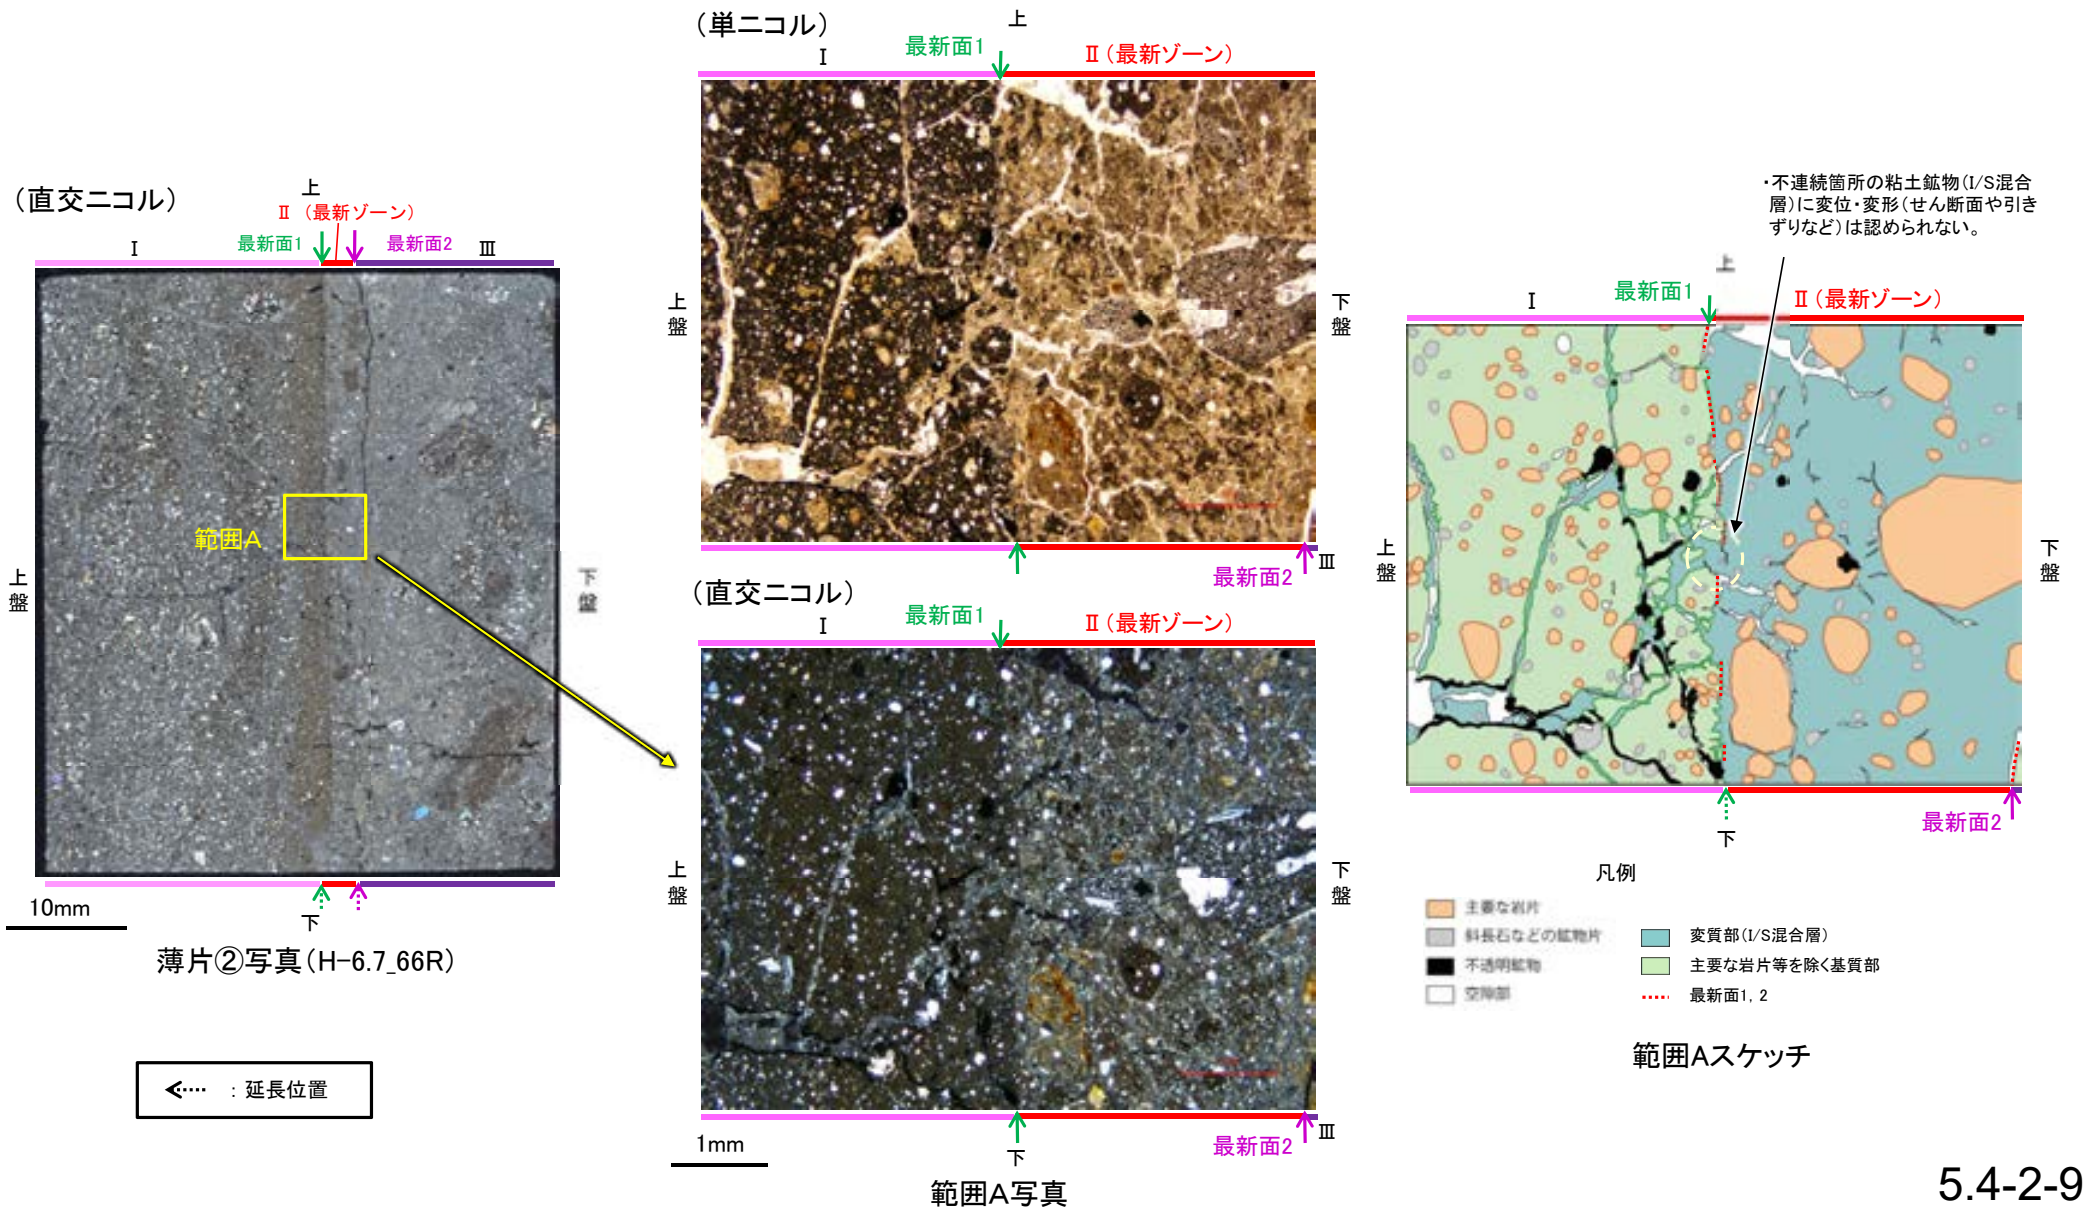 （直交ニコル）
上
Ⅱ（最新ゾーン）
Ⅰ
最新面1
最新面2
Ⅲ
上盤
範囲A
下盤
下
10mm
薄片②写真（H-6.7_66R）
：延長位置
（単ニコル）
上
Ⅰ
最新面1
Ⅱ（最新ゾーン）
上盤
下盤
最新面2
Ⅲ
（直交ニコル）
Ⅰ
最新面1
Ⅱ（最新ゾーン）
上盤
下盤
最新面2
Ⅲ
1mm
下
範囲A写真
・不連続箇所の粘土鉱物（I/S混合
層）に変位・変形（せん断面や引き
ずりなど）は認められない。
上
Ⅰ
最新面1
Ⅱ（最新ゾーン）
上盤
下盤
最新面2
下
凡例
主要な岩片
斜長石などの鉱物片
不透明鉱物
空隙部
変質部（I/S混合層）
主要な岩片等を除く基質部
最新面1，2
範囲Aスケッチ
5.4-2-9